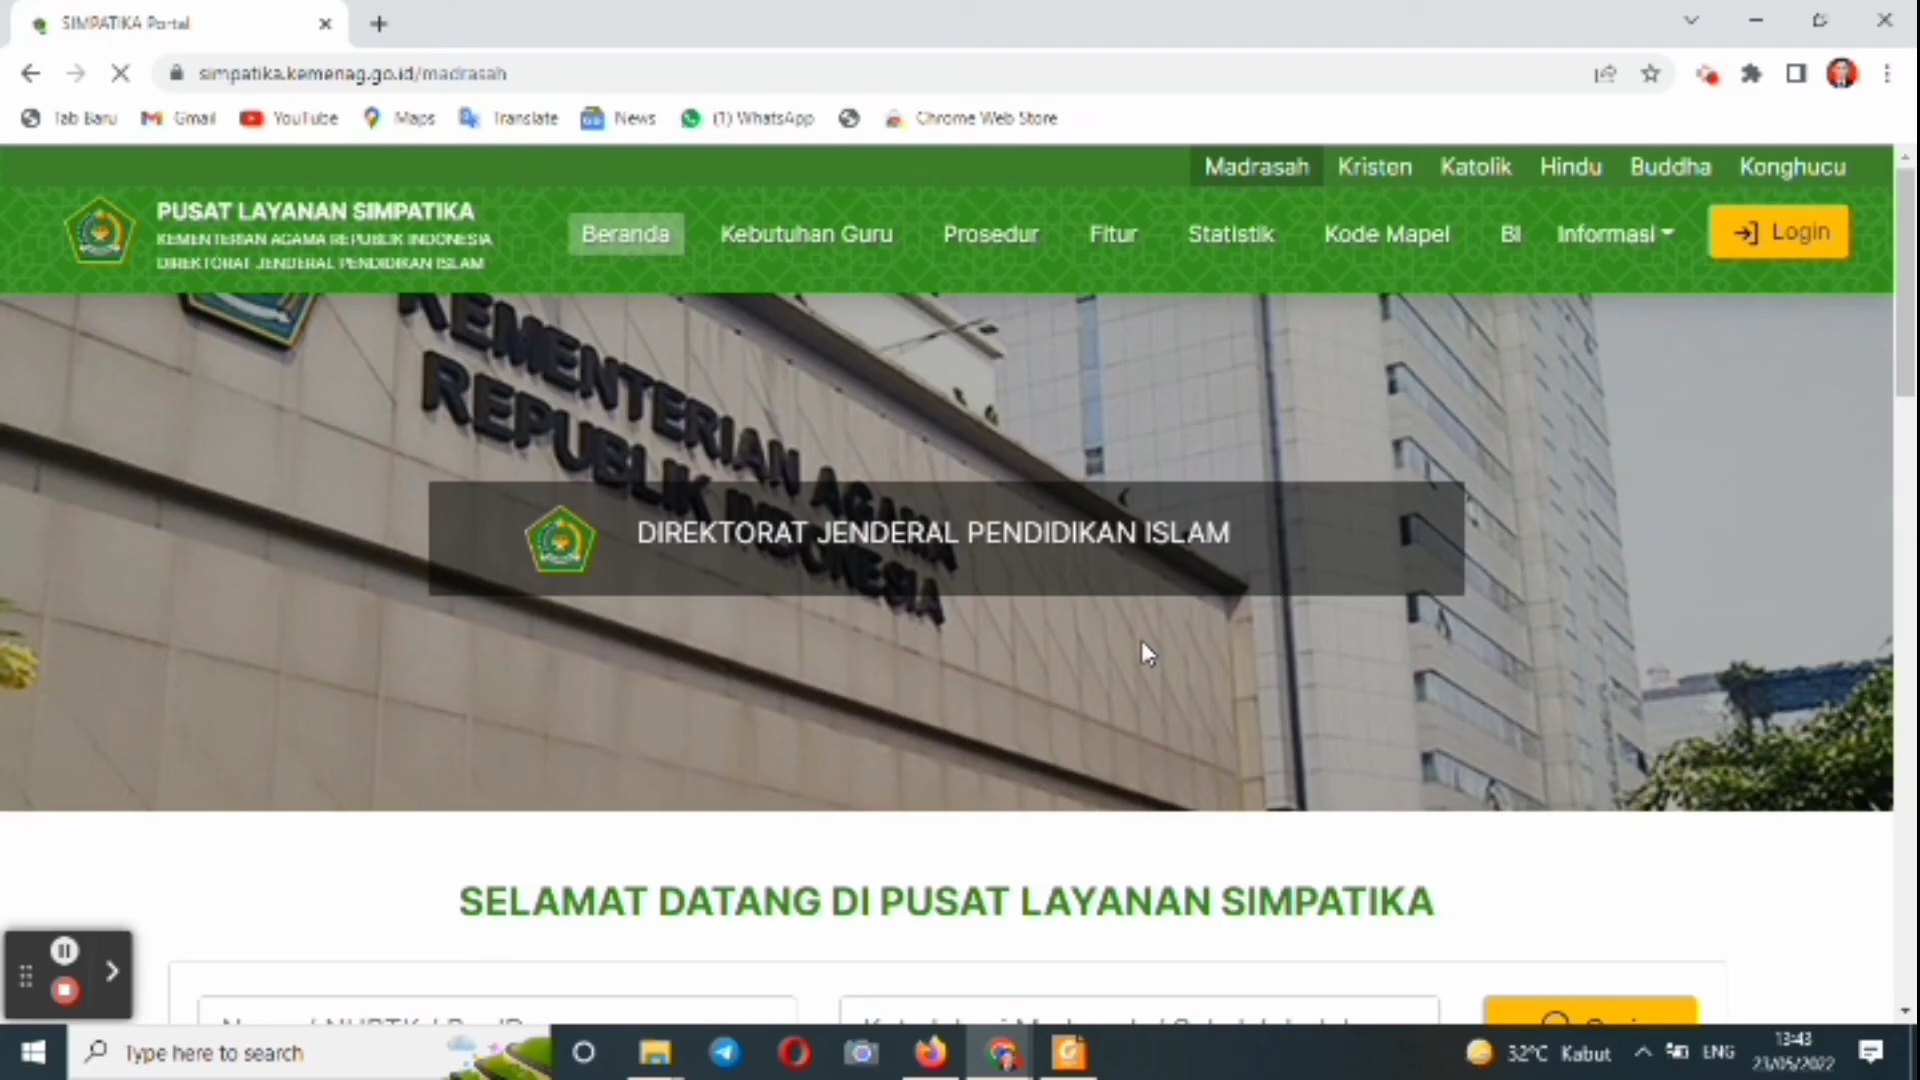 SIMPATIKA Portal
simpatika.kemenag.go.id/madrasah
Tab Baru
Gmail
YouTube
Maps
Translate
News
(1) WhatsApp
Chrome Web Store
Madrasah
Kristen
Katolik
Hindu
Buddha
Konghucu
PUSAT LAYANAN SIMPATIKA
KEMENTERIAN AGAMA REPUBLIK INDONESIA
DIREKTORAT JENDERAL PENDIDIKAN ISLAM
Beranda
Kebutuhan Guru
Prosedur
Fitur
Statistik
Kode Mapel
BI
Informasi
Login
KEMENTERIAN AGAMA
REPUBLIK INDONESIA
DIREKTORAT JENDERAL PENDIDIKAN ISLAM
SELAMAT DATANG DI PUSAT LAYANAN SIMPATIKA
Type here to search
32°C Kabut
ENG
13:43
23/05/2022